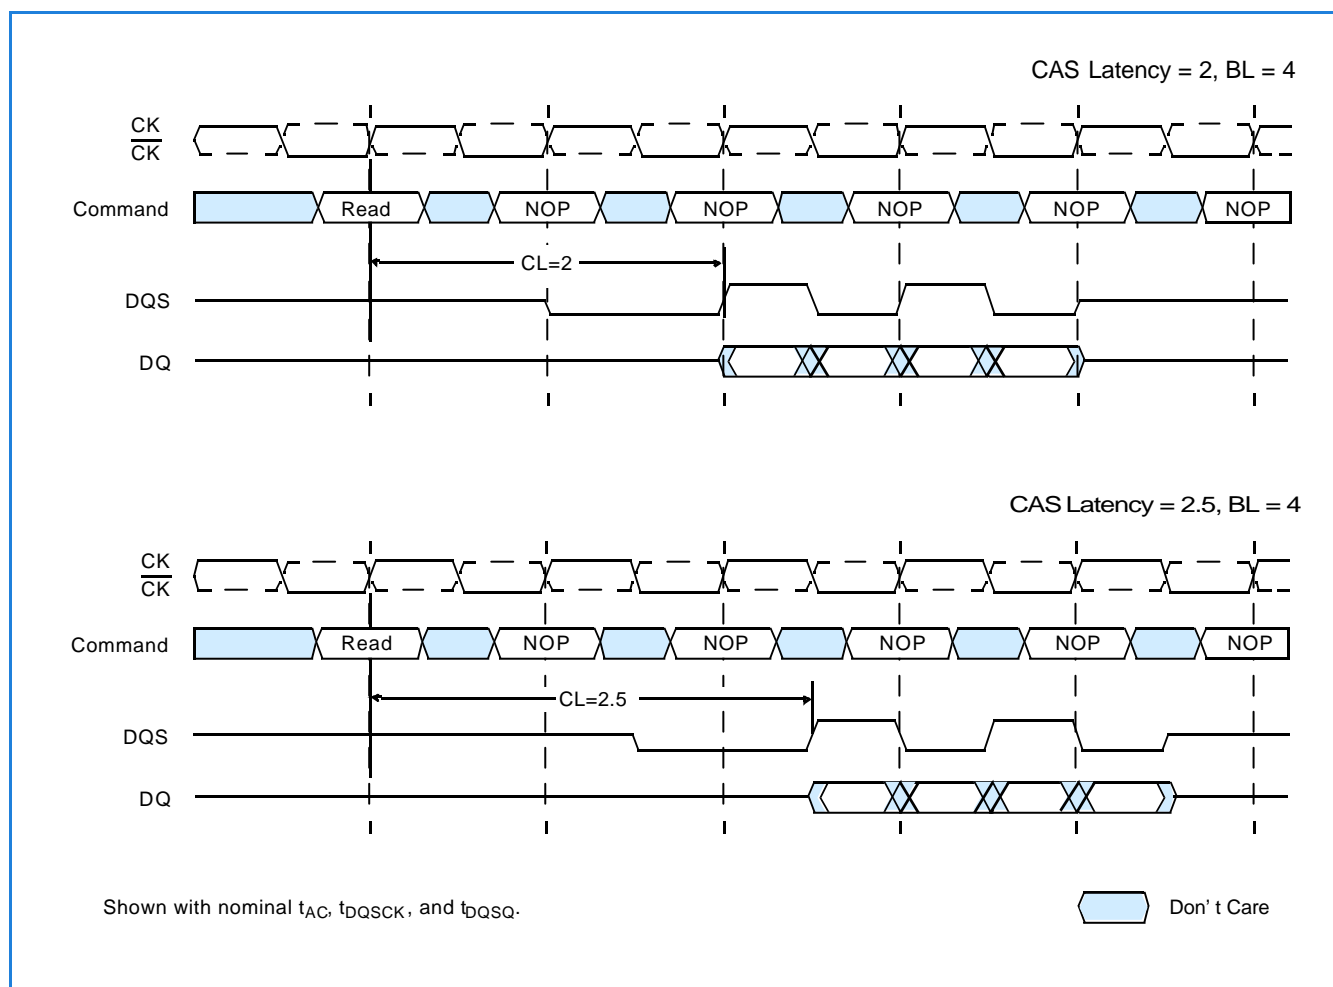 CAS Latency = 2, BL = 4
CK
CK
Command
Read
NOP
NOP
NOP
NOP
NOP
CL=2
DQS
DQ
CAS Latency = 2.5, BL = 4
CK
CK
Command
Read
NOP
NOP
NOP
NOP
NOP
CL=2.5
DQS
DQ
Shown with nominal tAC, tDQSCK, and tDQSQ.
Don' t Care